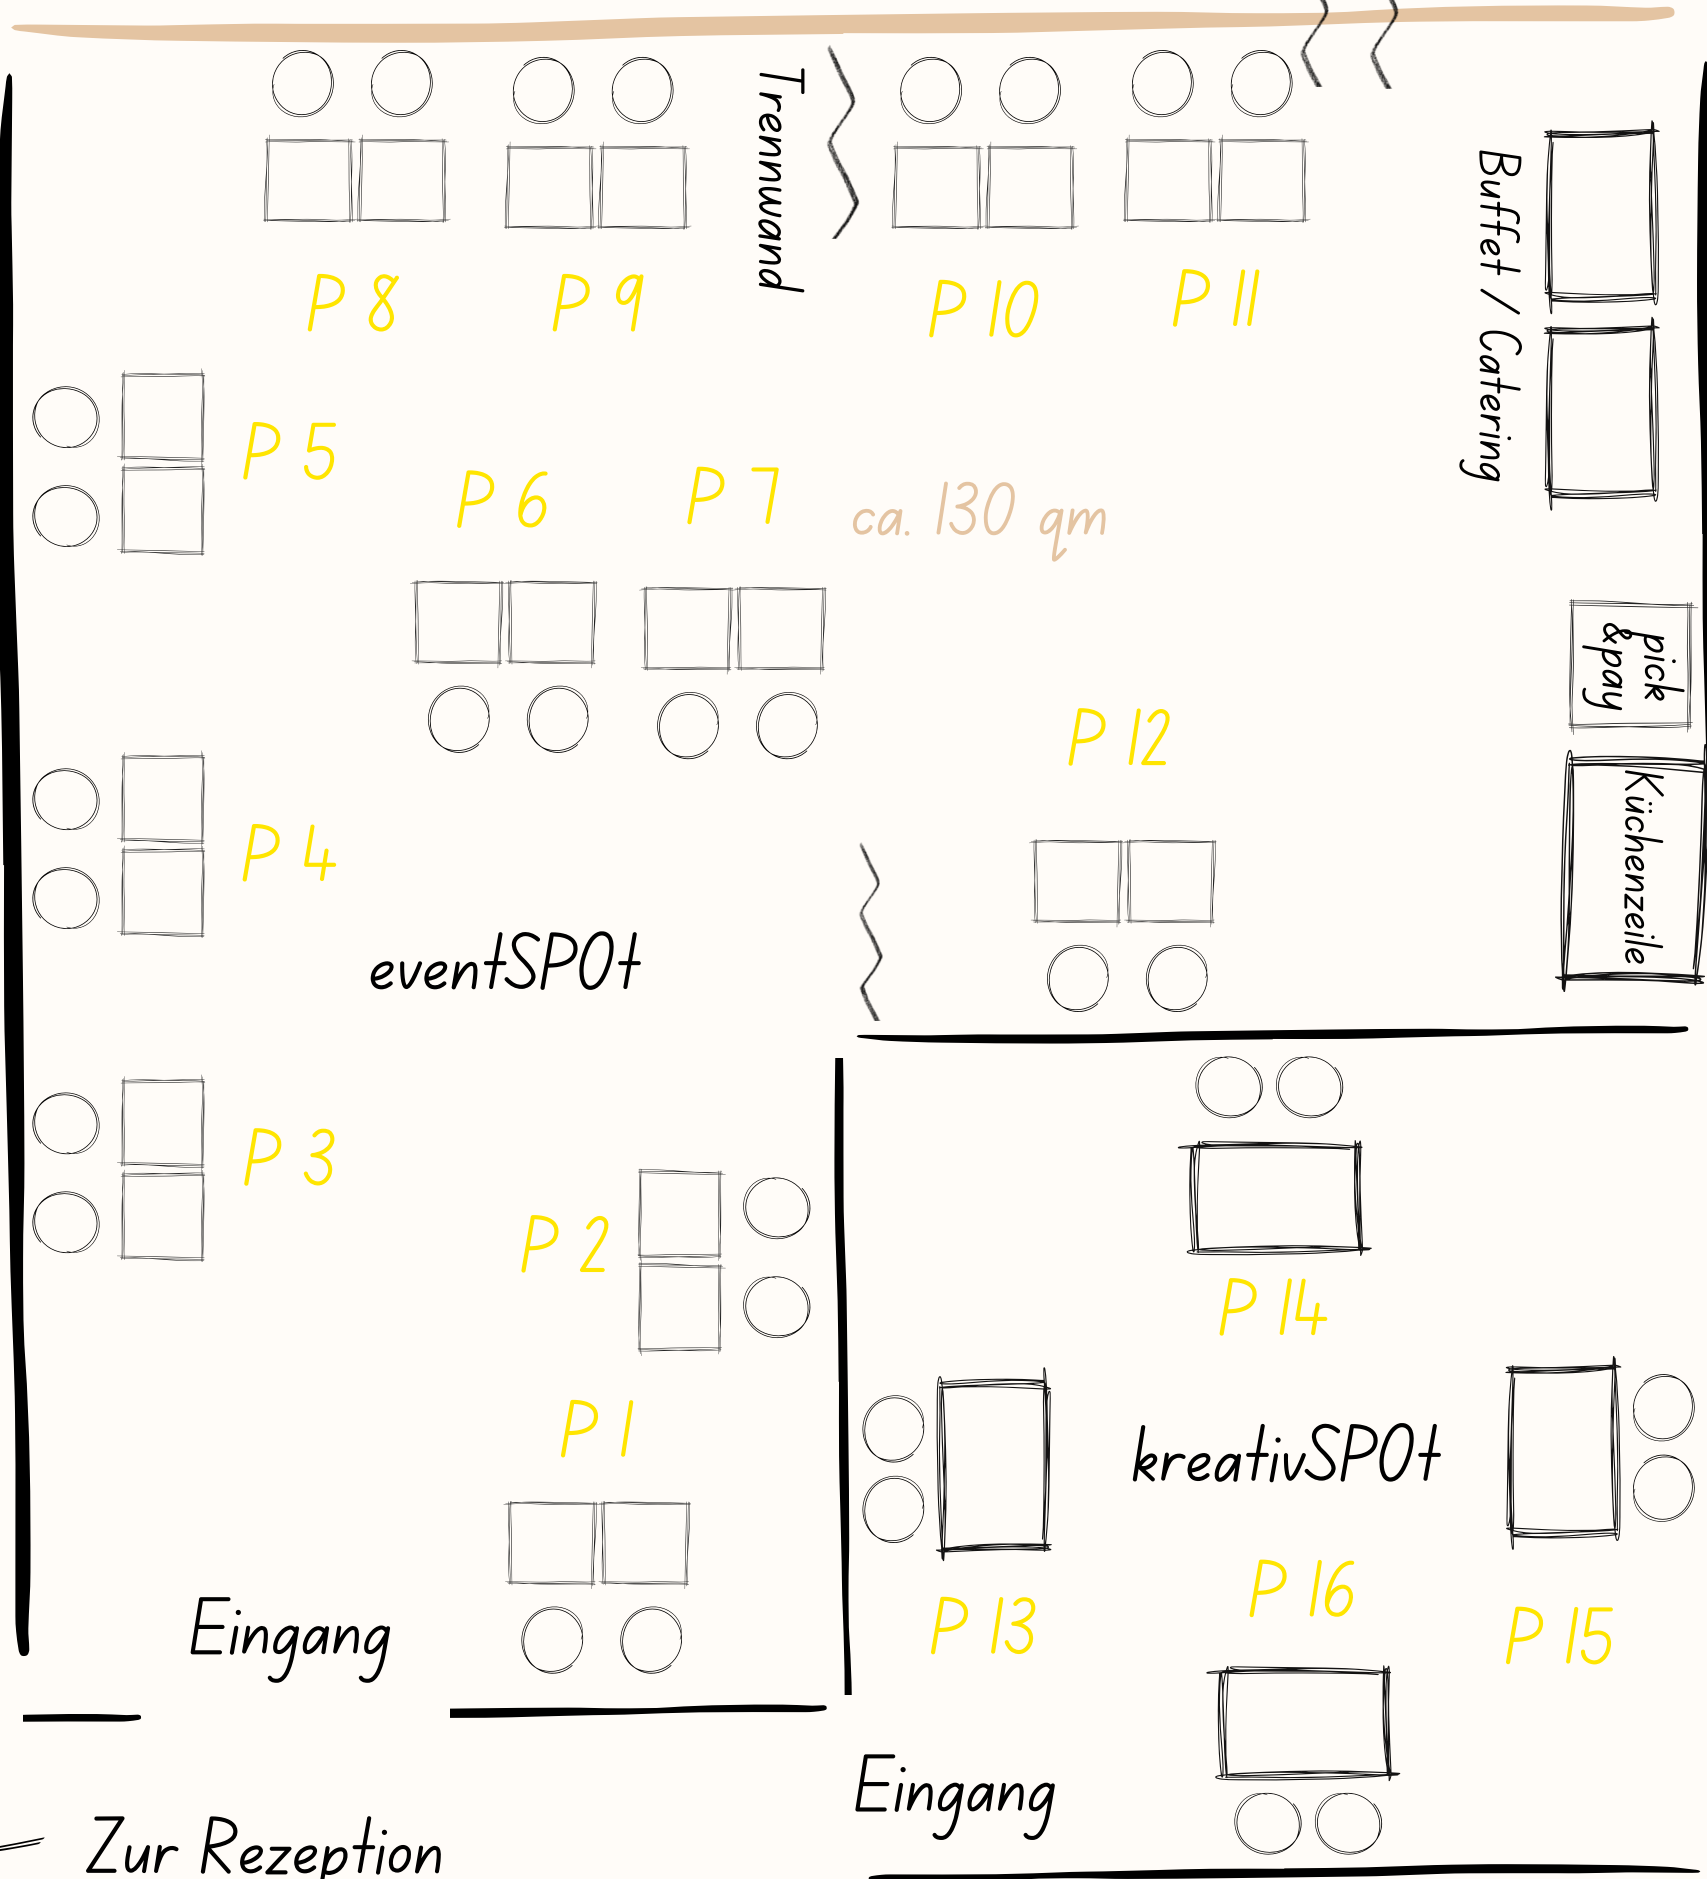 Trennwand
Buffet / Catering
P 8
P 9
P 10
P 11
P 5
P 6
P 7
ca. 130 qm
pick
&pay
P 12
Küchenzeile
P 4
eventSPOt
P 3
P 2
P 14
P 1
kreativSPOt
P 13
P 16
P 15
Eingang
Eingang
Zur Rezeption